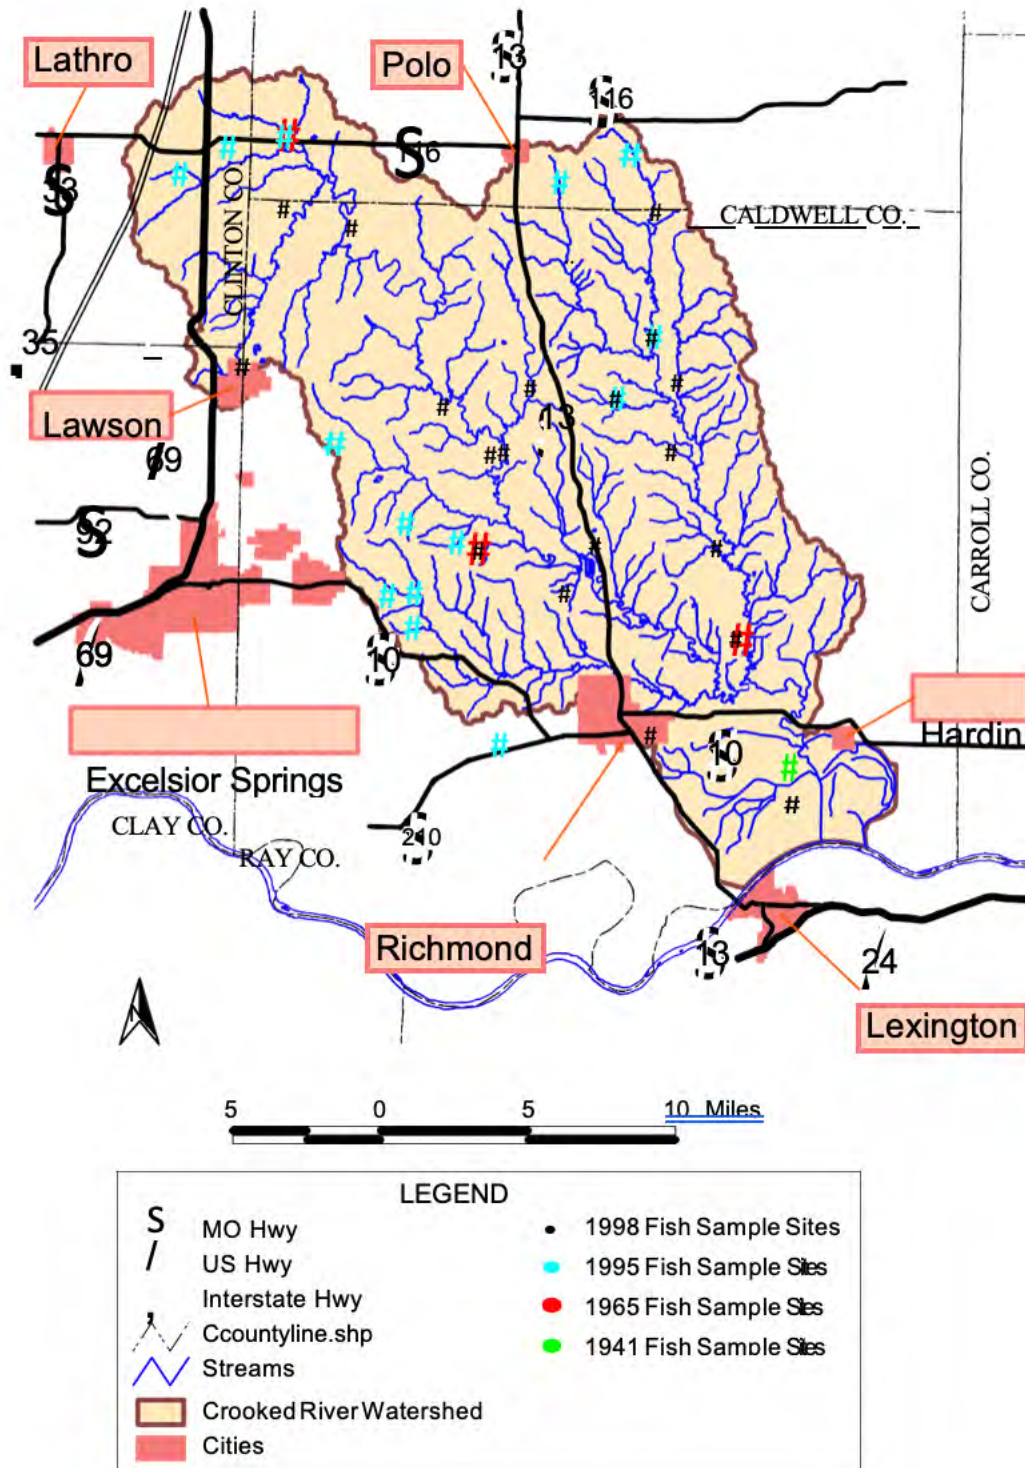 Lathro
Polo
13
116
S
116
S
33
CLINTON CO.
CALDWELL CO.
35
Lawson
13
69
S
92
CARROLL CO.
69
10
10
Hardin
Excelsior Springs
CLAY CO.
RAY CO.
210
Richmond
13
24
Lexington
N
5 0 5 10 Miles
LEGEND
S MO Hwy
US Hwy
Interstate Hwy
Ccountyline.shp
Streams
Crooked River Watershed
Cities
1998 Fish Sample Sites
1995 Fish Sample Sites
1965 Fish Sample Sites
1941 Fish Sample Sites